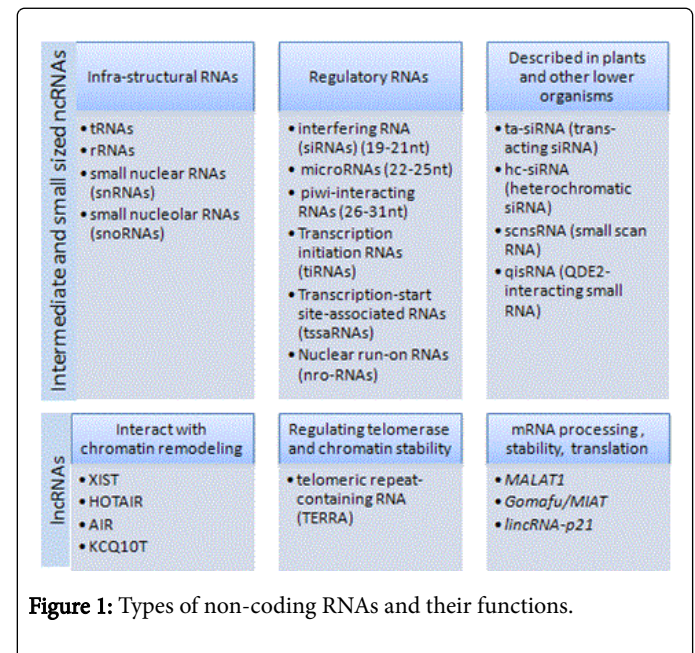 Intermediate and small sized ncRNAs
Infra-structural RNAs
• tRNAs
• rRNAs
• small nuclear RNAs
(snRNAs)
• small nucleolar RNAs
(snoRNAs)
Regulatory RNAs
• interfering RNA
(siRNAs) (19-21nt)
• microRNAs (22-25nt)
• piwi-interacting
RNAs (26-31nt)
• Transcription
initiation RNAs
(tiRNAs)
• Transcription-start
site-associated RNAs
(tssaRNAs)
• Nuclear run-on RNAs
(nro-RNAs)
Described in plants
and other lower
organisms
• ta-siRNA (trans-
acting siRNA)
• hc-siRNA
(heterochromatic
siRNA)
• scnsRNA (small scan
RNA)
• qisRNA (QDE2-
interacting small
RNA)
lncRNAs
Interact with
chromatin remodeling
• XIST
• HOTAIR
• AIR
• KCQ10T
Regulating telomerase
and chromatin stability
• telomeric repeat-
containing RNA
(TERRA)
mRNA processing ,
stability, translation
• MALAT1
• Gomafu/MIAT
• lincRNA-p21
Figure 1: Types of non-coding RNAs and their functions.